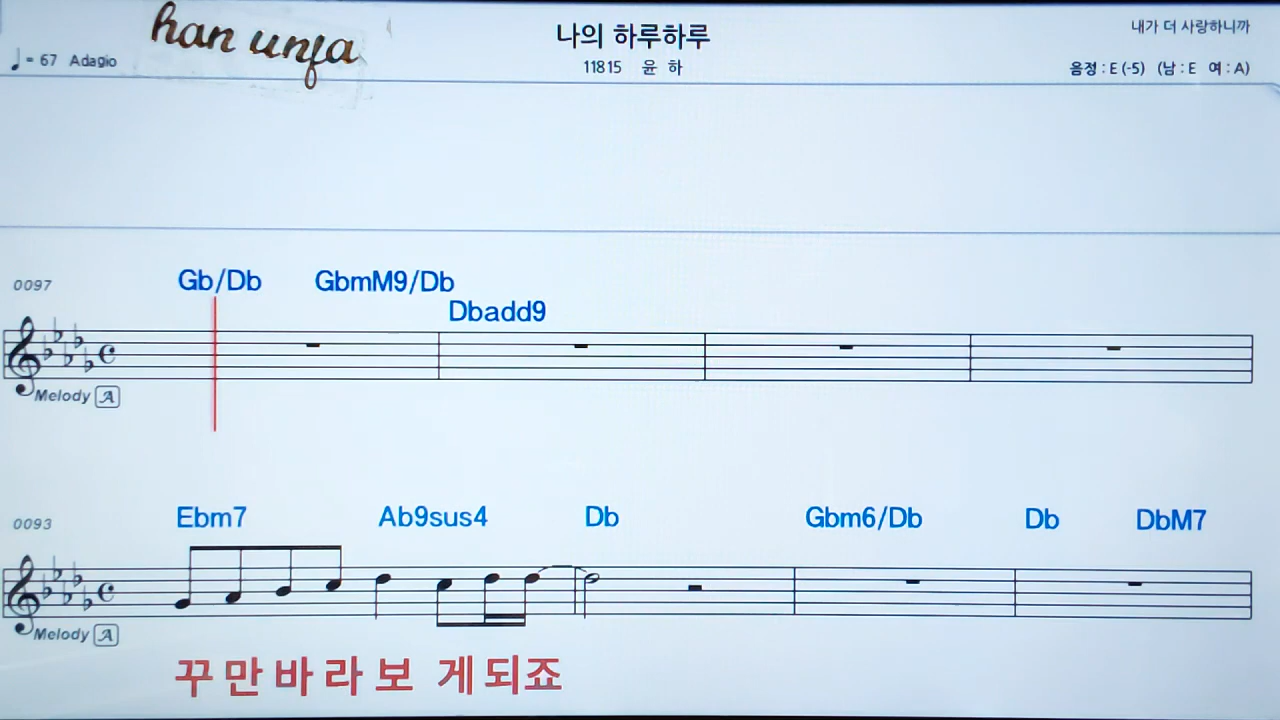 han unja
나의 하루하루
내가 더 사랑하니까
♩= 67 Adagio
11815 윤 하
음정 : E (-5) (남 : E 여 : A)
0097
Gb/Db GbmM9/Db
Dbadd9
Melody A
0093
Ebm7 Ab9sus4 Db Gbm6/Db Db DbM7
Melody A
꾸 만 바 라 보 게 되죠